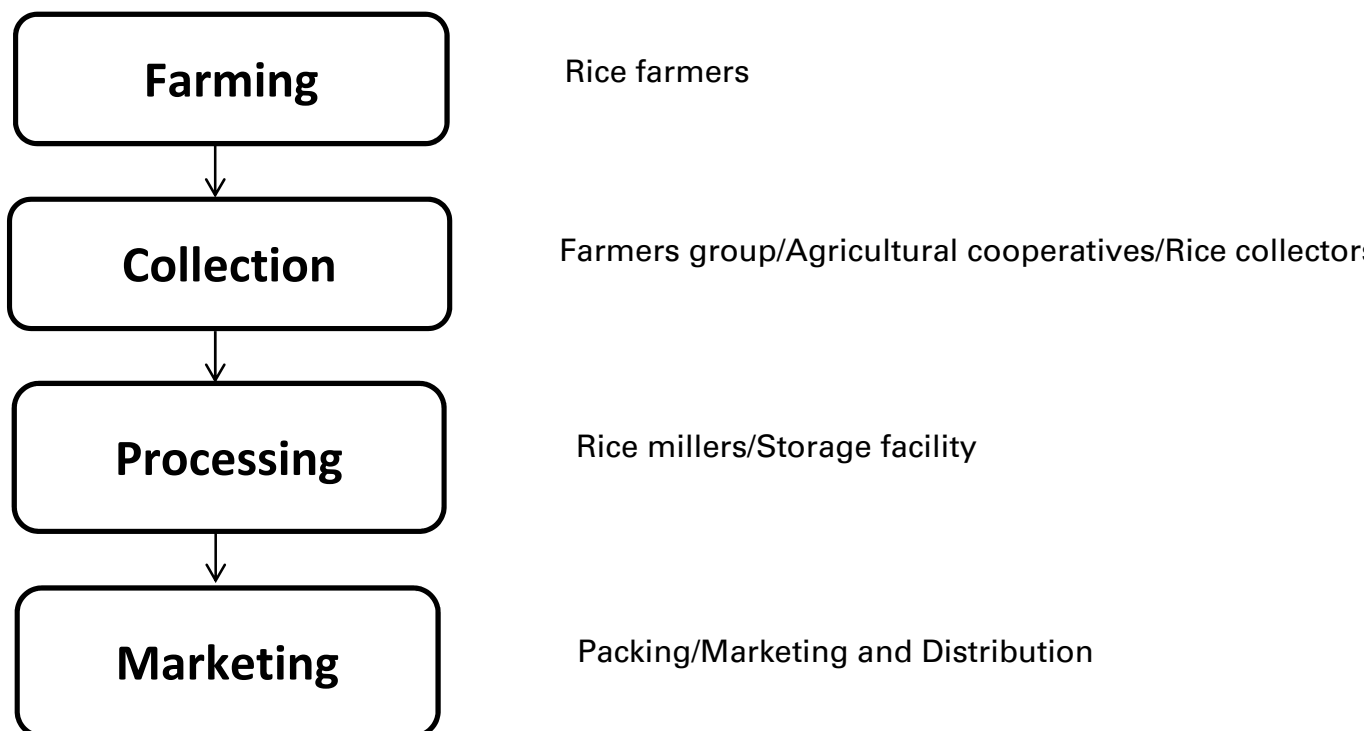 Farming
Rice farmers
Collection
Farmers group/Agricultural cooperatives/Rice collectors
Processing
Rice millers/Storage facility
Marketing
Packing/Marketing and Distribution